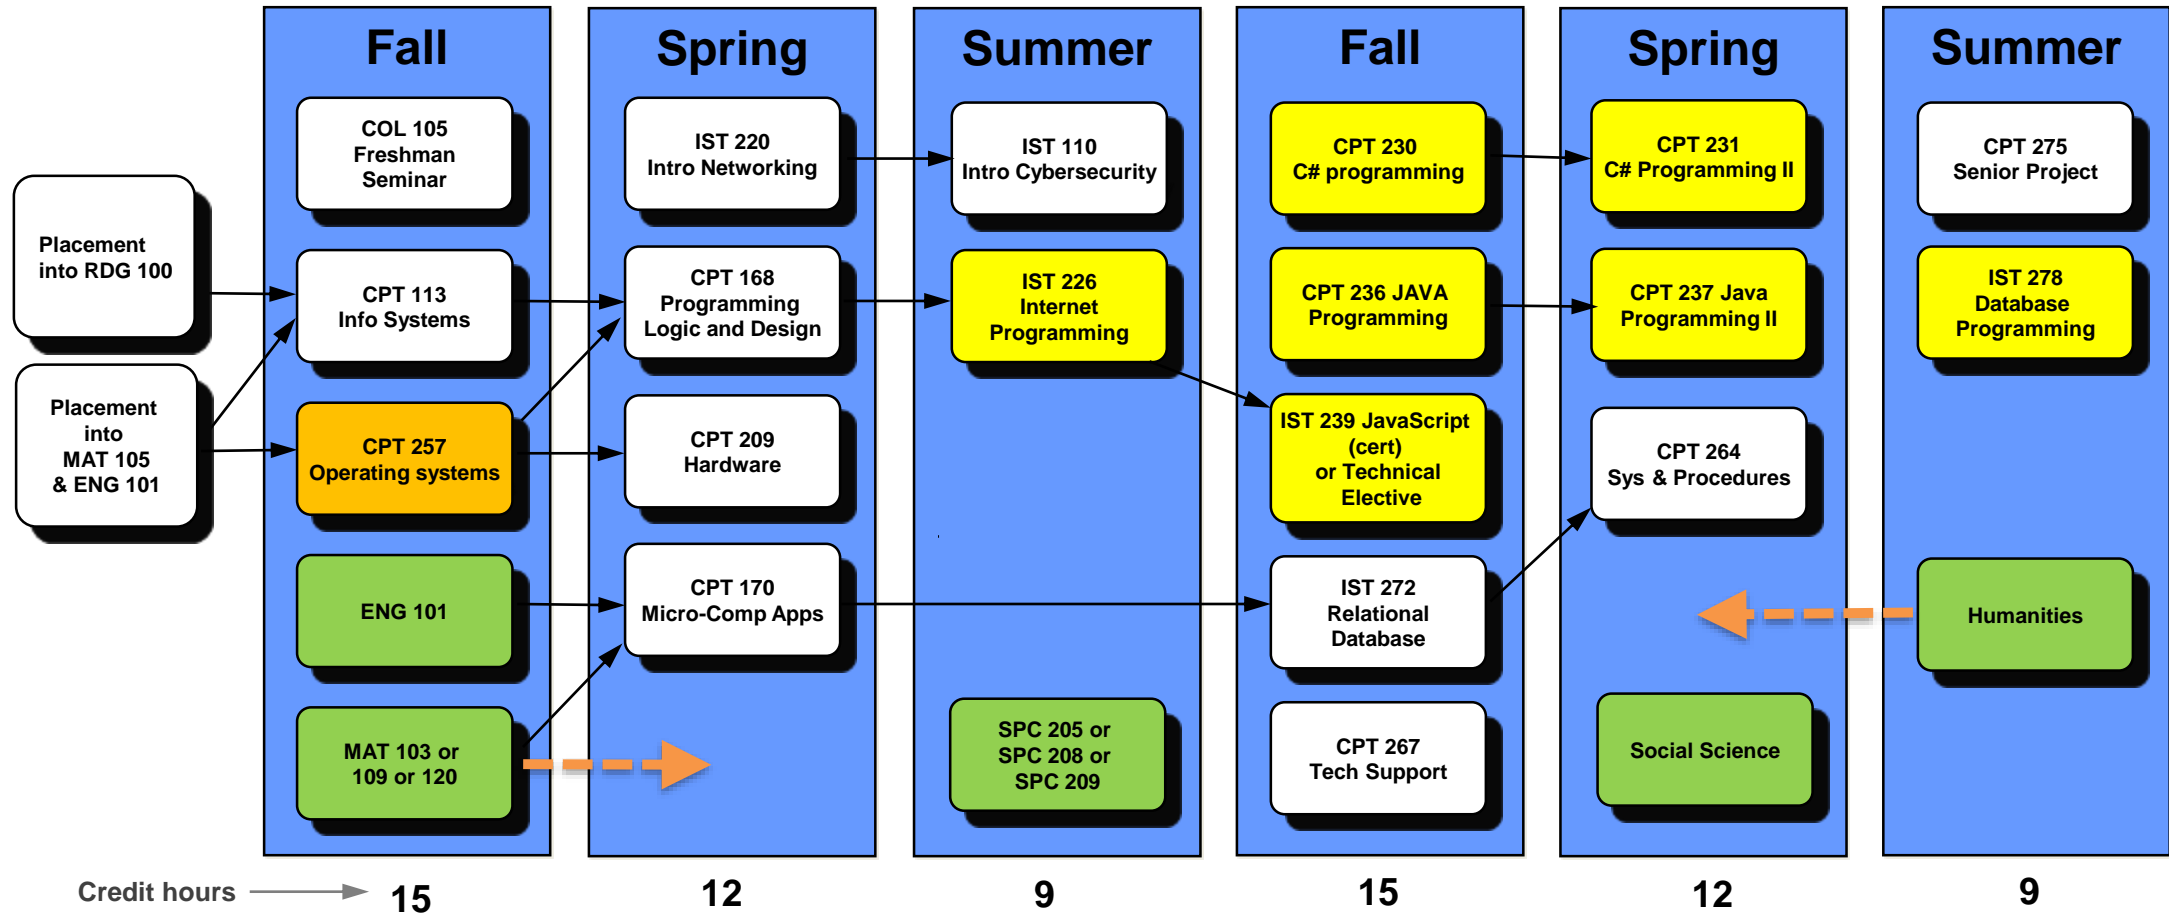 Fall
Spring
Summer
Fall
Spring
Summer
Placement
into RDG 100
Placement
into
MAT 105
& ENG 101
COL 105
Freshman
Seminar
CPT 113
Info Systems
CPT 257
Operating systems
ENG 101
MAT 103 or
109 or 120
IST 220
Intro Networking
CPT 168
Programming
Logic and Design
CPT 209
Hardware
CPT 170
Micro-Comp Apps
IST 110
Intro Cybersecurity
IST 226
Internet
Programming
SPC 205 or
SPC 208 or
SPC 209
CPT 230
C# programming
CPT 236 JAVA
Programming
IST 239 JavaScript
(cert)
or Technical
Elective
IST 272
Relational
Database
CPT 267
Tech Support
CPT 231
C# Programming II
CPT 237 Java
Programming II
CPT 264
Sys & Procedures
Social Science
CPT 275
Senior Project
IST 278
Database
Programming
Humanities
Credit hours
15
12
9
15
12
9